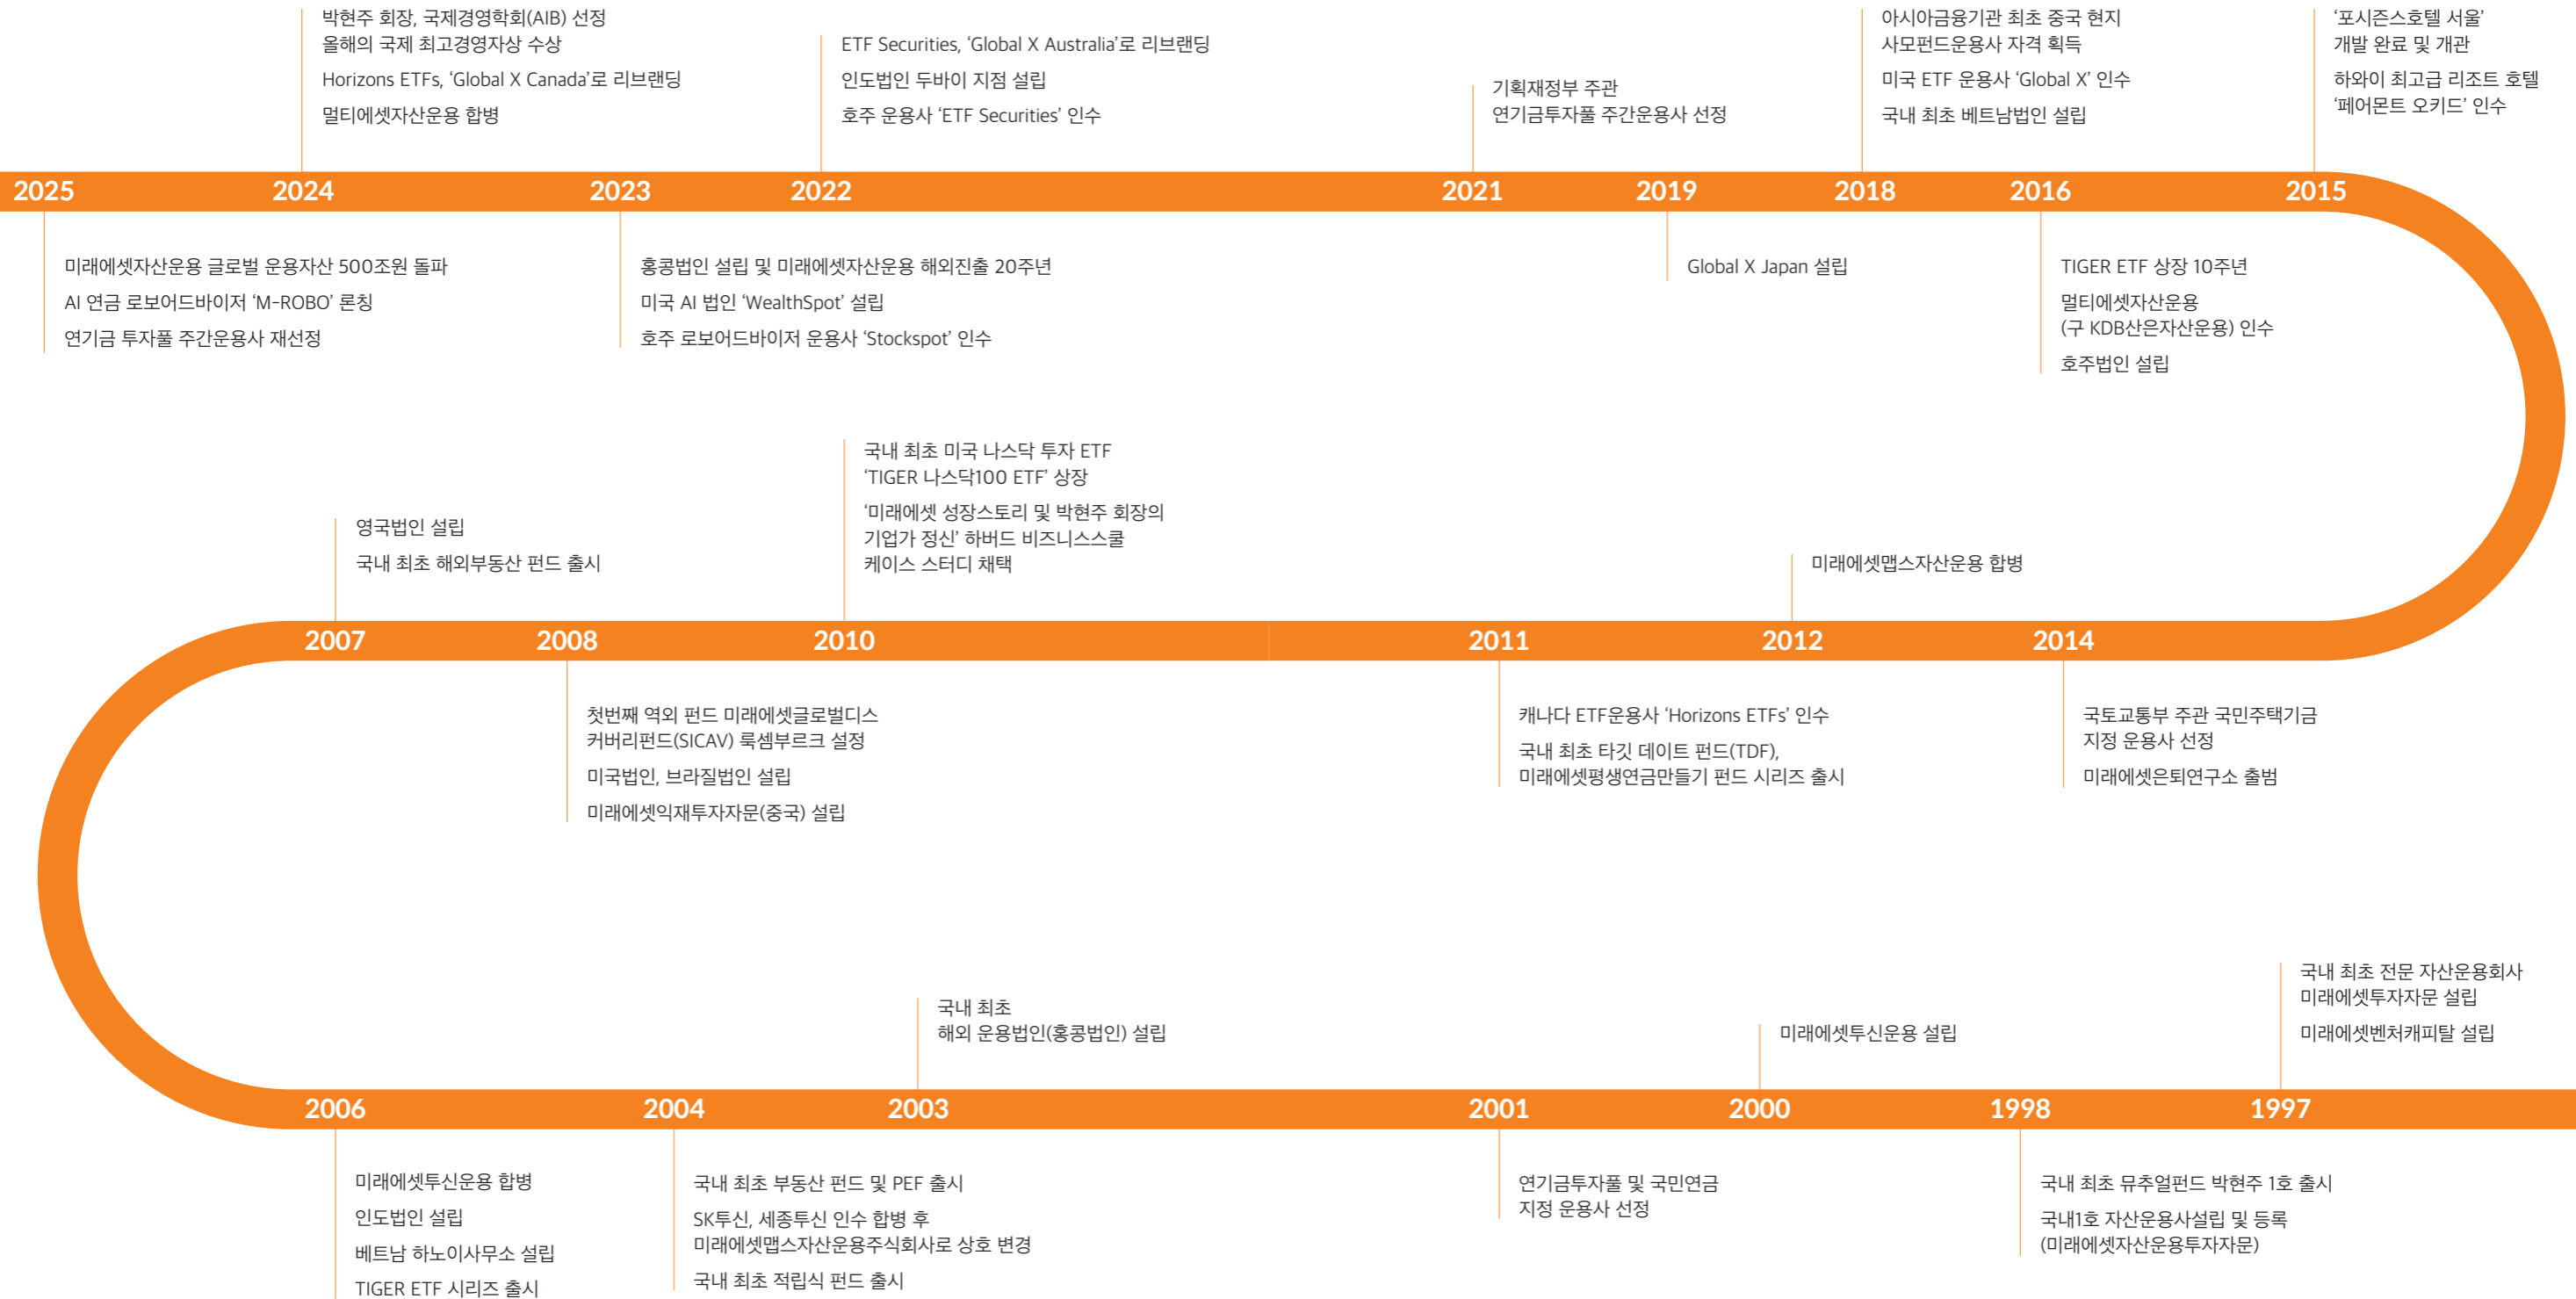 2025
미래에셋자산운용 글로벌 운용자산 500조원 돌파
AI 연금 로보어드바이저 ‘M-ROBO’ 론칭
연기금 투자풀 주간운용사 재선정
2024
박현주 회장, 국제경영학회(AIB) 선정
올해의 국제 최고경영자상 수상
Horizons ETFs, ‘Global X Canada’로 리브랜딩
멀티에셋자산운용 합병
2023
홍콩법인 설립 및 미래에셋자산운용 해외진출 20주년
미국 AI 법인 ‘WealthSpot’ 설립
호주 로보어드바이저 운용사 ‘Stockspot’ 인수
2022
ETF Securities, ‘Global X Australia’로 리브랜딩
인도법인 두바이 지점 설립
호주 운용사 ‘ETF Securities’ 인수
2021
기획재정부 주관
연기금투자풀 주간운용사 선정
2019
Global X Japan 설립
2018
아시아금융기관 최초 중국 현지
사모펀드운용사 자격 획득
미국 ETF 운용사 ‘Global X’ 인수
국내 최초 베트남법인 설립
2016
TIGER ETF 상장 10주년
멀티에셋자산운용
(구 KDB산은자산운용) 인수
호주법인 설립
2015
‘포시즌스호텔 서울’
개발 완료 및 개관
하와이 최고급 리조트 호텔
‘페어몬트 오키드’ 인수
2007
영국법인 설립
국내 최초 해외부동산 펀드 출시
2008
첫번째 역외 펀드 미래에셋글로벌디스
커버리펀드(SICAV) 룩셈부르크 설정
미국법인, 브라질법인 설립
미래에셋익재투자자문(중국) 설립
2010
국내 최초 미국 나스닥 투자 ETF
‘TIGER 나스닥100 ETF’ 상장
‘미래에셋 성장스토리 및 박현주 회장의
기업가 정신’ 하버드 비즈니스스쿨
케이스 스터디 채택
2011
캐나다 ETF운용사 ‘Horizons ETFs’ 인수
국내 최초 타깃 데이트 펀드(TDF),
미래에셋평생연금만들기 펀드 시리즈 출시
2012
미래에셋맵스자산운용 합병
2014
국토교통부 주관 국민주택기금
지정 운용사 선정
미래에셋은퇴연구소 출범
2006
미래에셋투신운용 합병
인도법인 설립
베트남 하노이사무소 설립
TIGER ETF 시리즈 출시
2004
국내 최초 부동산 펀드 및 PEF 출시
SK투신, 세종투신 인수 합병 후
미래에셋맵스자산운용주식회사로 상호 변경
국내 최초 적립식 펀드 출시
2003
국내 최초
해외 운용법인(홍콩법인) 설립
2001
연기금투자풀 및 국민연금
지정 운용사 선정
2000
미래에셋투신운용 설립
1998
국내 최초 뮤추얼펀드 박현주 1호 출시
국내1호 자산운용사설립 및 등록
(미래에셋자산운용투자자문)
1997
국내 최초 전문 자산운용회사
미래에셋투자자문 설립
미래에셋벤처캐피탈 설립